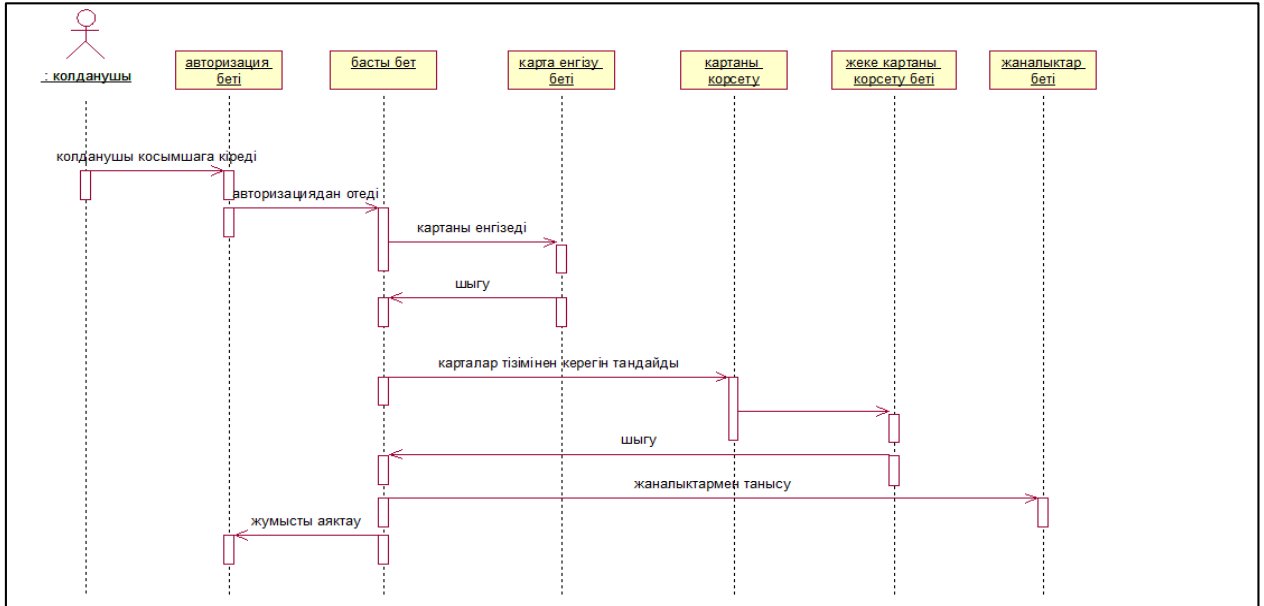 : колданушы
авторизация
беті
басты бет
карта енгізу
беті
картаны
корсету
жеке картаны
корсету беті
жаналыктар
беті
колданушы косымшага кіреді
авторизациядан отеді
картаны енгізеді
шыгу
карталар тізімінен керегін тандайды
шыгу
жаналыктармен танысу
жумысты аяктау